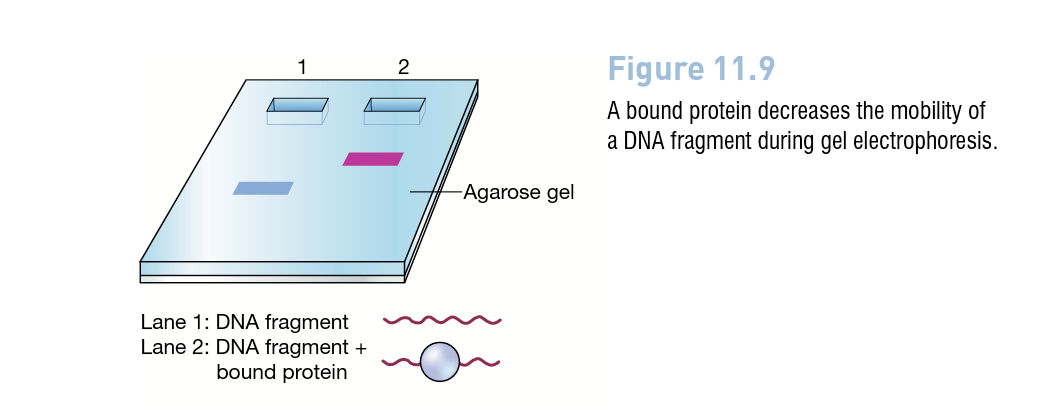 1
2
Agarose gel
Lane 1: DNA fragment
Lane 2: DNA fragment +
bound protein
Figure 11.9
A bound protein decreases the mobility of
a DNA fragment during gel electrophoresis.